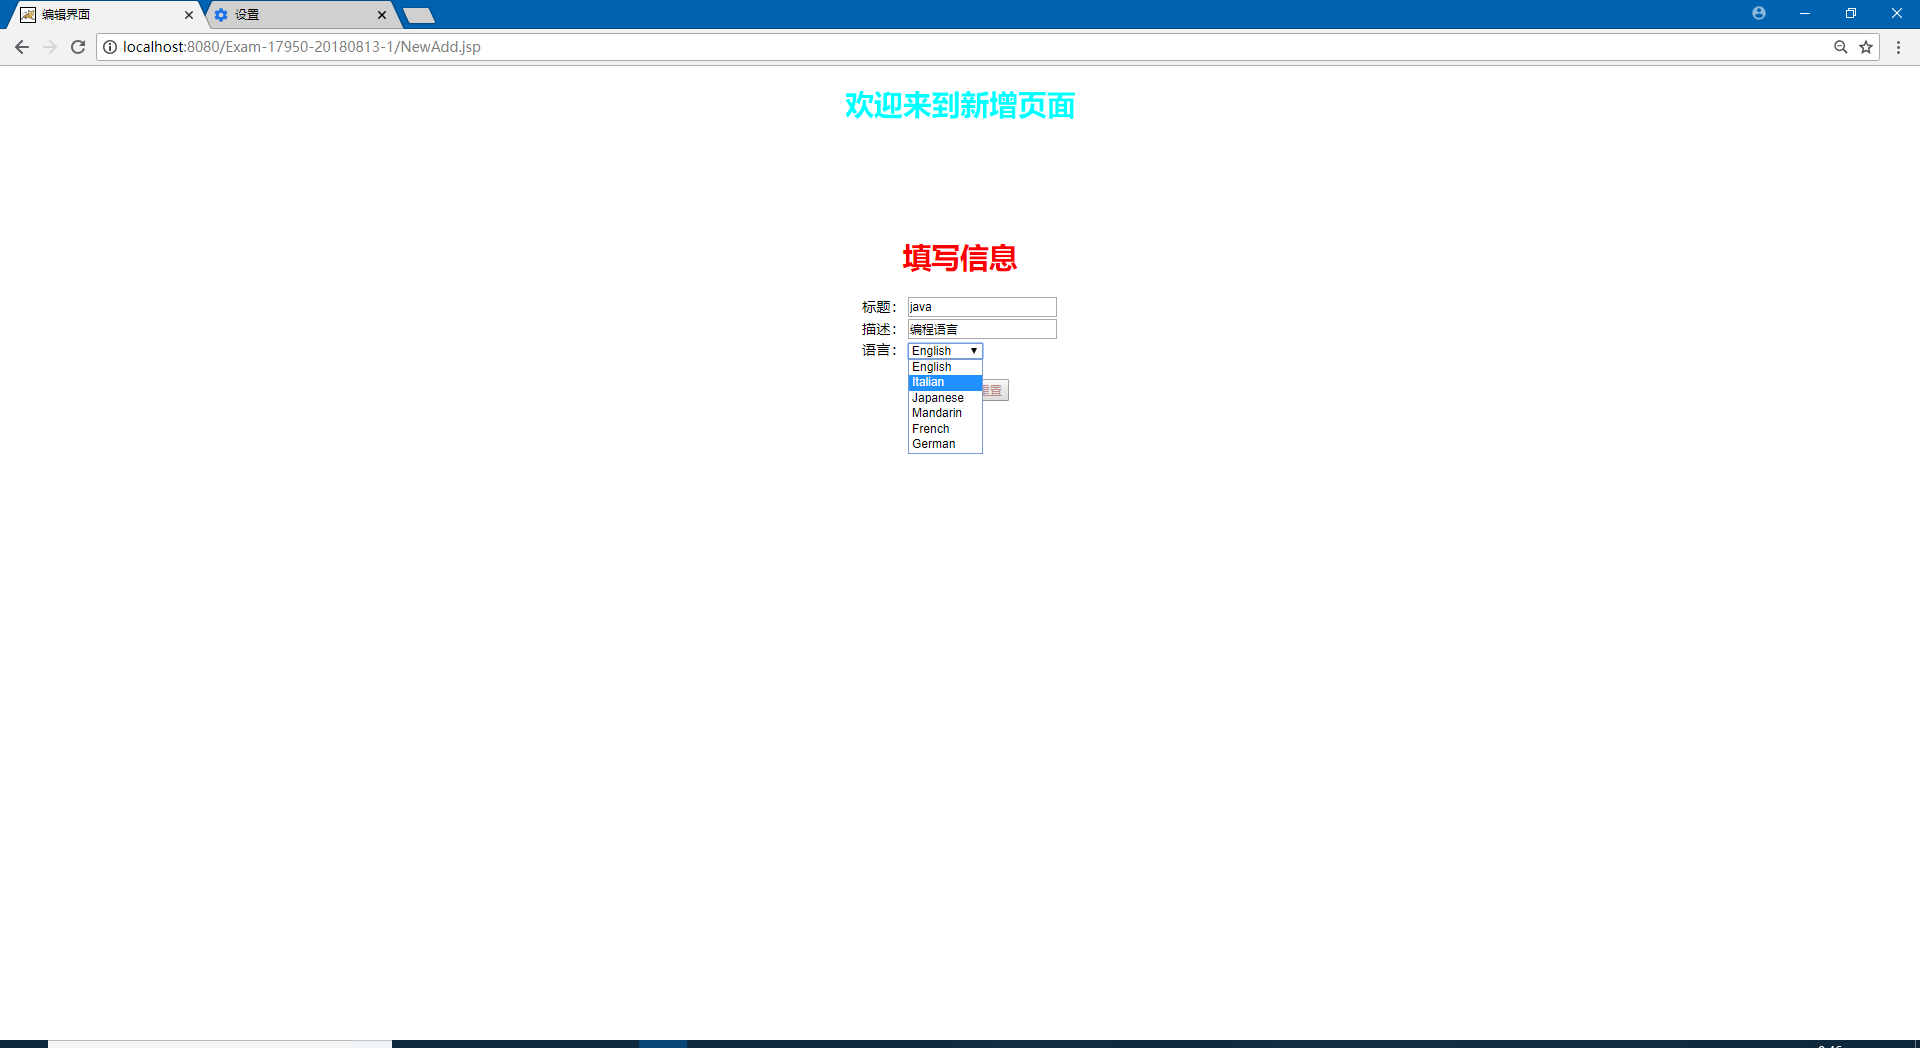 编辑界面
设置
localhost:8080/Exam-17950-20180813-1/NewAdd.jsp
欢迎来到新增页面
填写信息
标题： java
描述： 编程语言
语言： English
English
Italian
Japanese
Mandarin
French
German
重置